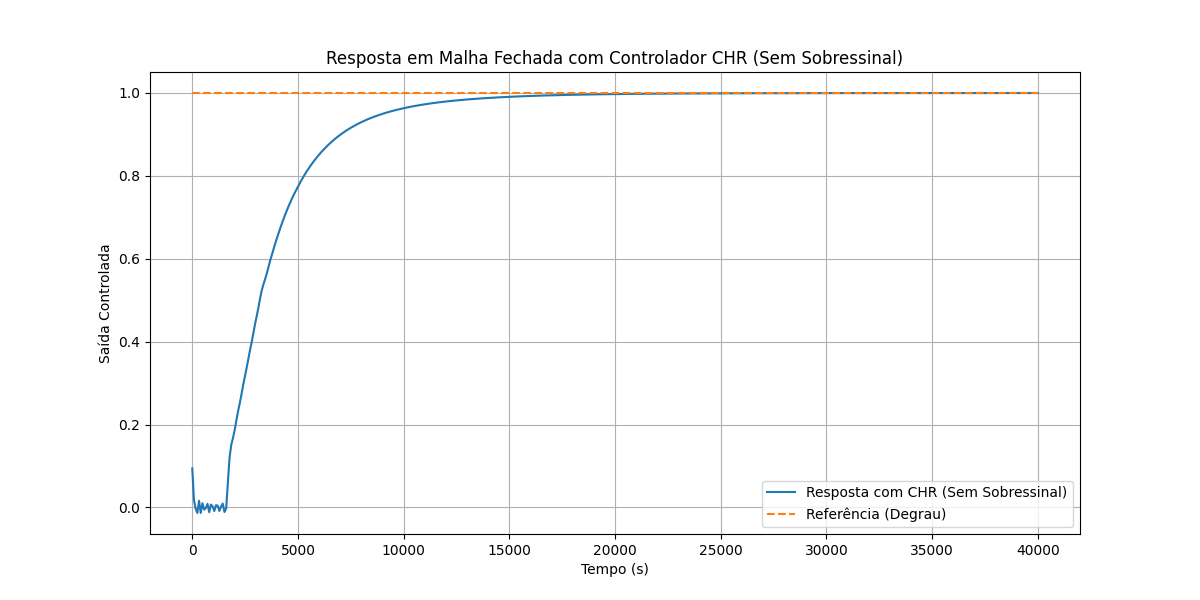 Resposta em Malha Fechada com Controlador CHR (Sem Sobressinal)
Saída Controlada
1.0
0.8
0.6
0.4
0.2
0.0
Resposta com CHR (Sem Sobressinal)
Referência (Degrau)
0 5000 10000 15000 20000 25000 30000 35000 40000
Tempo (s)